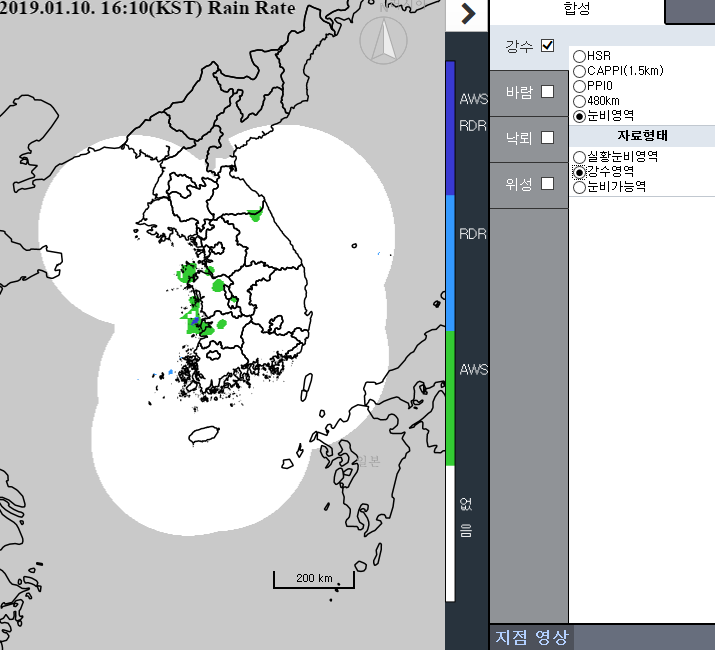 2019.01.10. 16:10(KST) Rain Rate
N
일본
200 km
AWS
RDR
RDR
AWS
없
음
합성
강수
바람
낙뢰
위성
HSR
CAPPI(1.5km)
PPI0
480km
눈비영역
자료형태
실황눈비영역
강수영역
눈비가능역
지점 영상